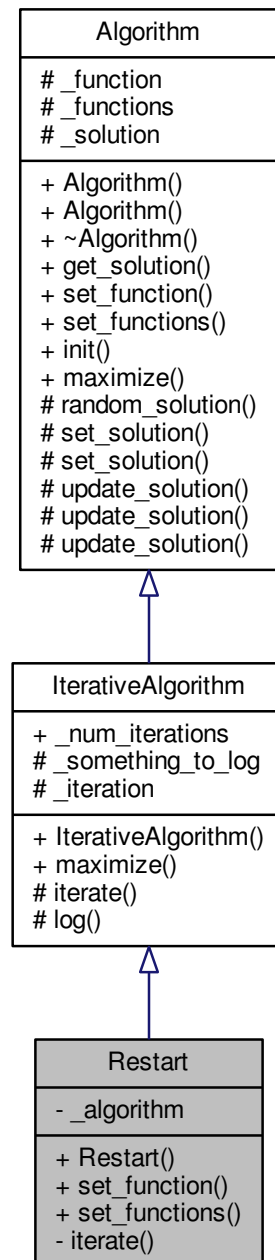 Algorithm
# _function
# _functions
# _solution
+ Algorithm()
+ Algorithm()
+ ~Algorithm()
+ get_solution()
+ set_function()
+ set_functions()
+ init()
+ maximize()
# random_solution()
# set_solution()
# set_solution()
# update_solution()
# update_solution()
# update_solution()
IterativeAlgorithm
+ _num_iterations
# _something_to_log
# _iteration
+ IterativeAlgorithm()
+ maximize()
# iterate()
# log()
Restart
- _algorithm
+ Restart()
+ set_function()
+ set_functions()
- iterate()